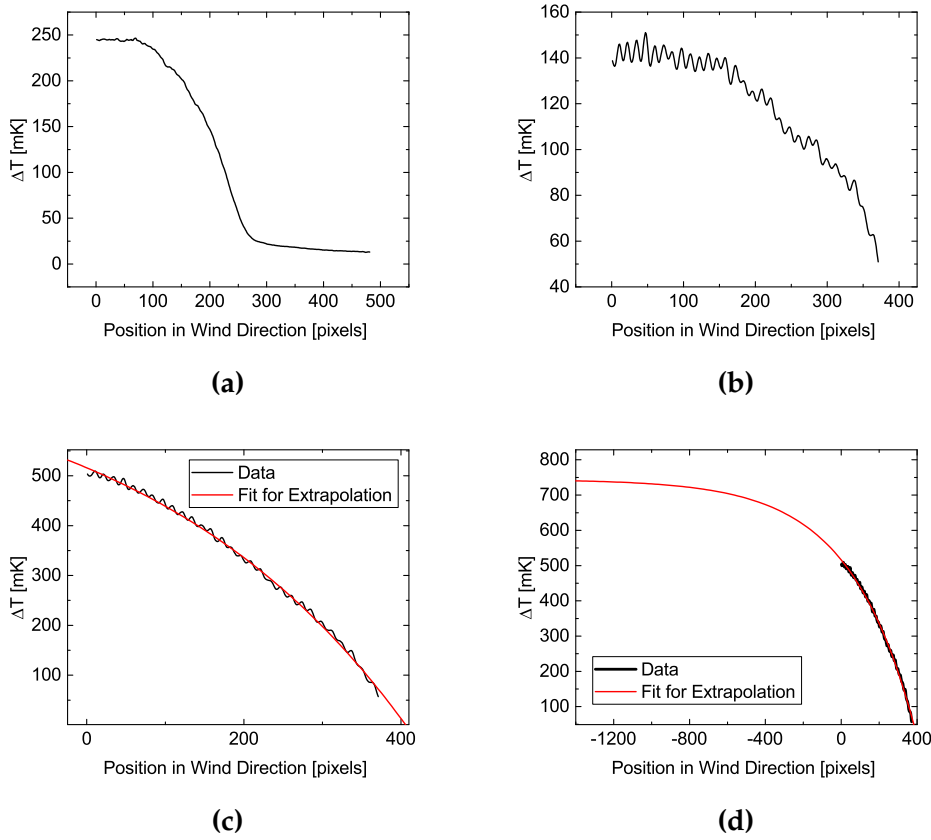 250
200
150
100
50
0
ΔT [mK]
0 100 200 300 400 500
Position in Wind Direction [pixels]
(a)
160
140
120
100
80
60
40
ΔT [mK]
0 100 200 300 400
Position in Wind Direction [pixels]
(b)
500
400
300
200
100
ΔT [mK]
Data
Fit for Extrapolation
0 200 400
Position in Wind Direction [pixels]
(c)
800
700
600
500
400
300
200
100
ΔT [mK]
Data
Fit for Extrapolation
-1200 -800 -400 0 400
Position in Wind Direction [pixels]
(d)